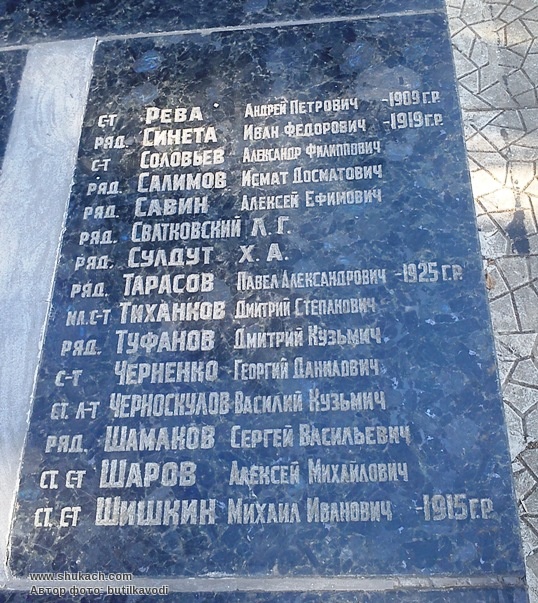 с-т РЕВА АНДРЕЙ ПЕТРОВИЧ -1909 г.р.
ряд. СИНЕТА ИВАН ФЕДОРОВИЧ -1919 г.р.
с-т СОЛОВЬЕВ АЛЕКСАНДР ФИЛИППОВИЧ
ряд. САЛИМОВ ИСМАТ ДОСМАТОВИЧ
ряд. САВИН АЛЕКСЕЙ ЕФИМОВИЧ
ряд. СВАТКОВСКИЙ Л. Г.
ряд. СУЛДУТ Х. А.
ряд. ТАРАСОВ ПАВЕЛ АЛЕКСАНДРОВИЧ -1925 г.р.
мл. с-т ТИХАНКОВ ДМИТРИЙ СТЕПАНОВИЧ
ряд. ТУФАНОВ ДМИТРИЙ КУЗЬМИЧ
с-т ЧЕРНЕНКО ГЕОРГИЙ ДАНИЛОВИЧ
ст. л-т ЧЕРНОСКУЛОВ ВАСИЛИЙ КУЗЬМИЧ
ряд. ШАМАКОВ СЕРГЕЙ ВАСИЛЬЕВИЧ
ст. ст ШАРОВ АЛЕКСЕЙ МИХАЙЛОВИЧ
ст. ст ШИШКИН МИХАИЛ ИВАНОВИЧ -1915 г.р.
www.shukach.com
Автор фото: butilkavodi